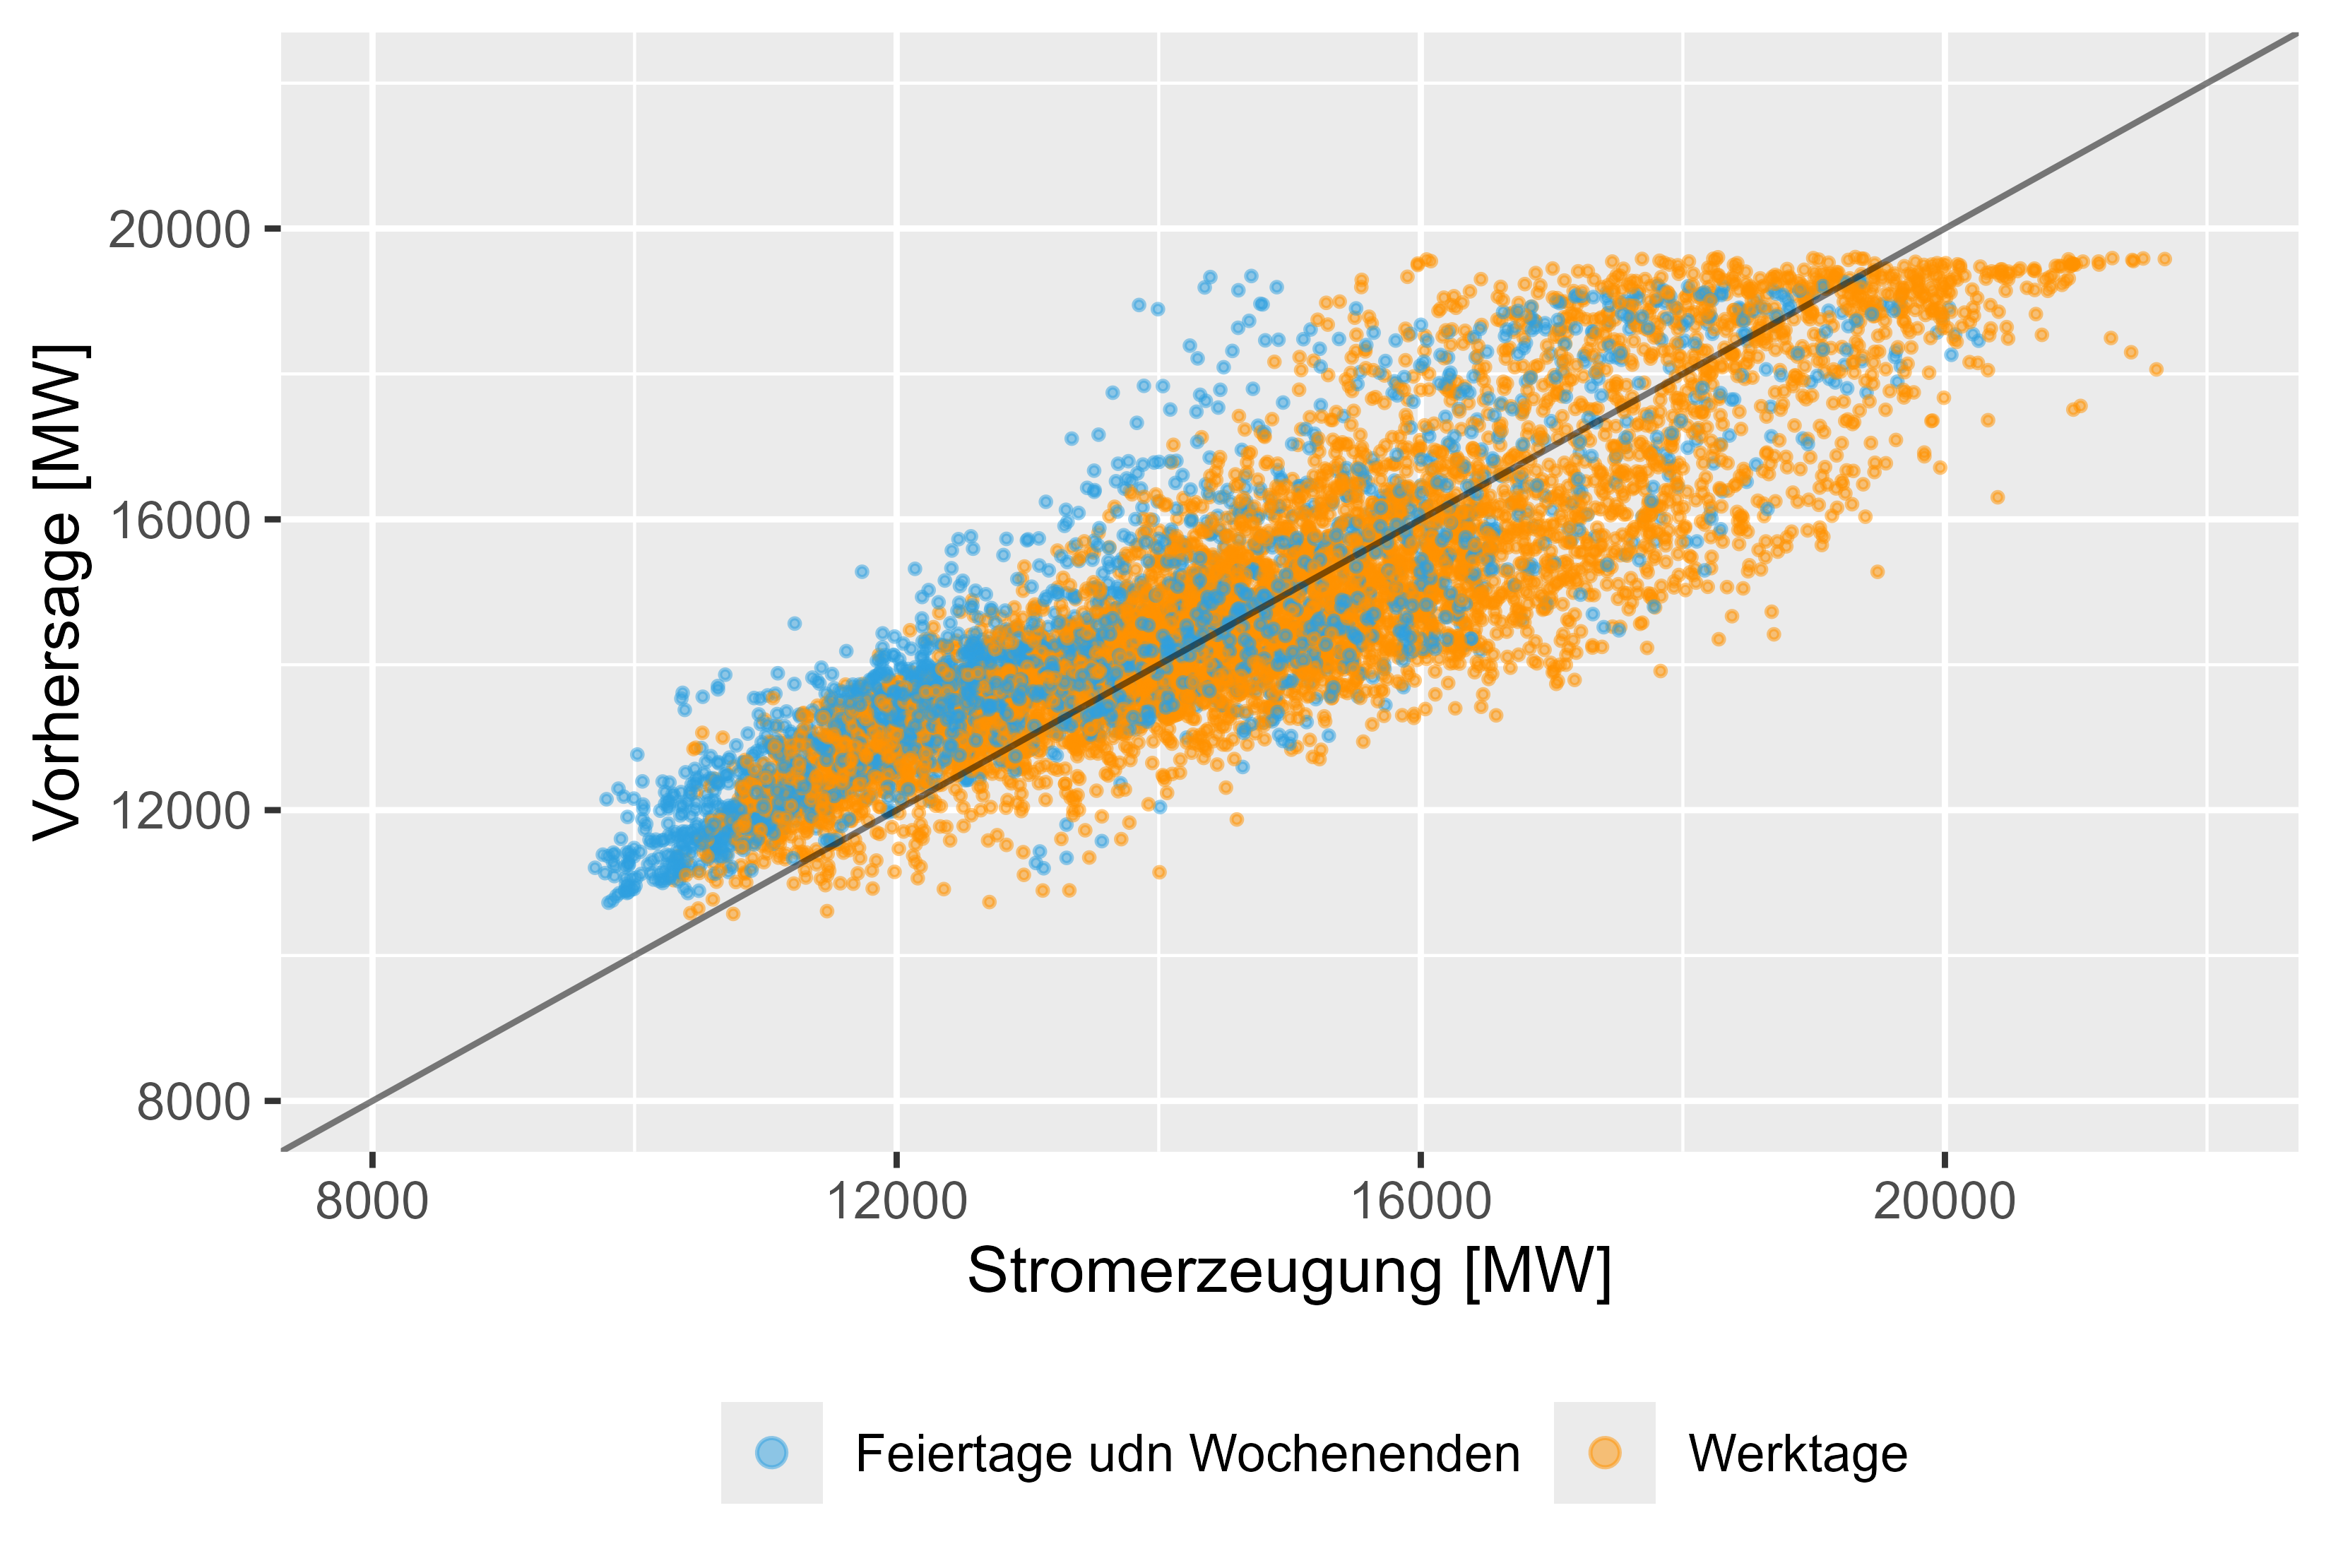 Vorhersage [MW]
20000
16000
12000
8000
8000 12000 16000 20000
Stromerzeugung [MW]
Feiertage udn Wochenenden Werktage